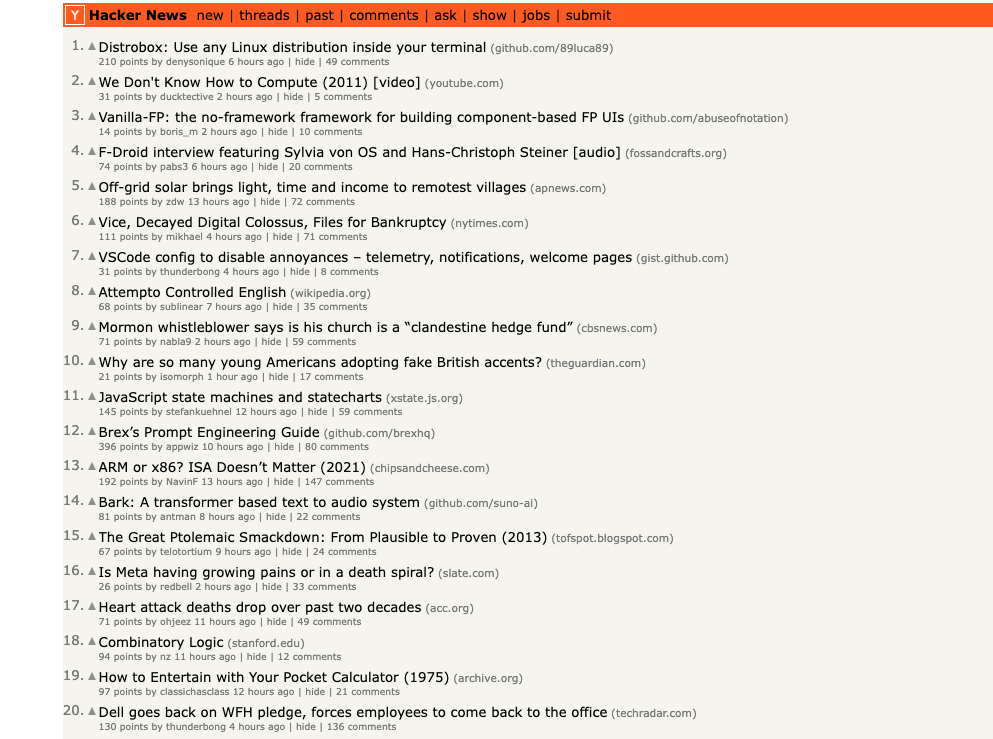 Y Hacker News new | threads | past | comments | ask | show | jobs | submit
1. ▲ Distrobox: Use any Linux distribution inside your terminal (github.com/89luca89)
210 points by denysonique 6 hours ago | hide | 49 comments
2. ▲ We Don't Know How to Compute (2011) [video] (youtube.com)
31 points by ducktective 2 hours ago | hide | 5 comments
3. ▲ Vanilla-FP: the no-framework framework for building component-based FP UIs (github.com/abuseofnotation)
14 points by boris_m 2 hours ago | hide | 10 comments
4. ▲ F-Droid interview featuring Sylvia von OS and Hans-Christoph Steiner [audio] (fossandcrafts.org)
74 points by pabs3 6 hours ago | hide | 20 comments
5. ▲ Off-grid solar brings light, time and income to remotest villages (apnews.com)
188 points by zdw 13 hours ago | hide | 72 comments
6. ▲ Vice, Decayed Digital Colossus, Files for Bankruptcy (nytimes.com)
111 points by mikhael 4 hours ago | hide | 71 comments
7. ▲ VSCode config to disable annoyances – telemetry, notifications, welcome pages (gist.github.com)
31 points by thunderbong 4 hours ago | hide | 8 comments
8. ▲ Attempto Controlled English (wikipedia.org)
68 points by sublinear 7 hours ago | hide | 35 comments
9. ▲ Mormon whistleblower says is his church is a “clandestine hedge fund” (cbsnews.com)
71 points by nabla9 2 hours ago | hide | 59 comments
10. ▲ Why are so many young Americans adopting fake British accents? (theguardian.com)
21 points by isomorph 1 hour ago | hide | 17 comments
11. ▲ JavaScript state machines and statecharts (xstate.js.org)
145 points by stefankuehnel 12 hours ago | hide | 59 comments
12. ▲ Brex’s Prompt Engineering Guide (github.com/brexhq)
396 points by appwiz 10 hours ago | hide | 80 comments
13. ▲ ARM or x86? ISA Doesn’t Matter (2021) (chipsandcheese.com)
192 points by NavinF 13 hours ago | hide | 147 comments
14. ▲ Bark: A transformer based text to audio system (github.com/suno-ai)
81 points by antman 8 hours ago | hide | 22 comments
15. ▲ The Great Ptolemaic Smackdown: From Plausible to Proven (2013) (tofspot.blogspot.com)
67 points by telotortium 9 hours ago | hide | 24 comments
16. ▲ Is Meta having growing pains or in a death spiral? (slate.com)
26 points by redbell 2 hours ago | hide | 33 comments
17. ▲ Heart attack deaths drop over past two decades (acc.org)
71 points by ohjeez 11 hours ago | hide | 49 comments
18. ▲ Combinatory Logic (stanford.edu)
94 points by nz 11 hours ago | hide | 12 comments
19. ▲ How to Entertain with Your Pocket Calculator (1975) (archive.org)
97 points by classichasclass 12 hours ago | hide | 21 comments
20. ▲ Dell goes back on WFH pledge, forces employees to come back to the office (techradar.com)
130 points by thunderbong 4 hours ago | hide | 136 comments